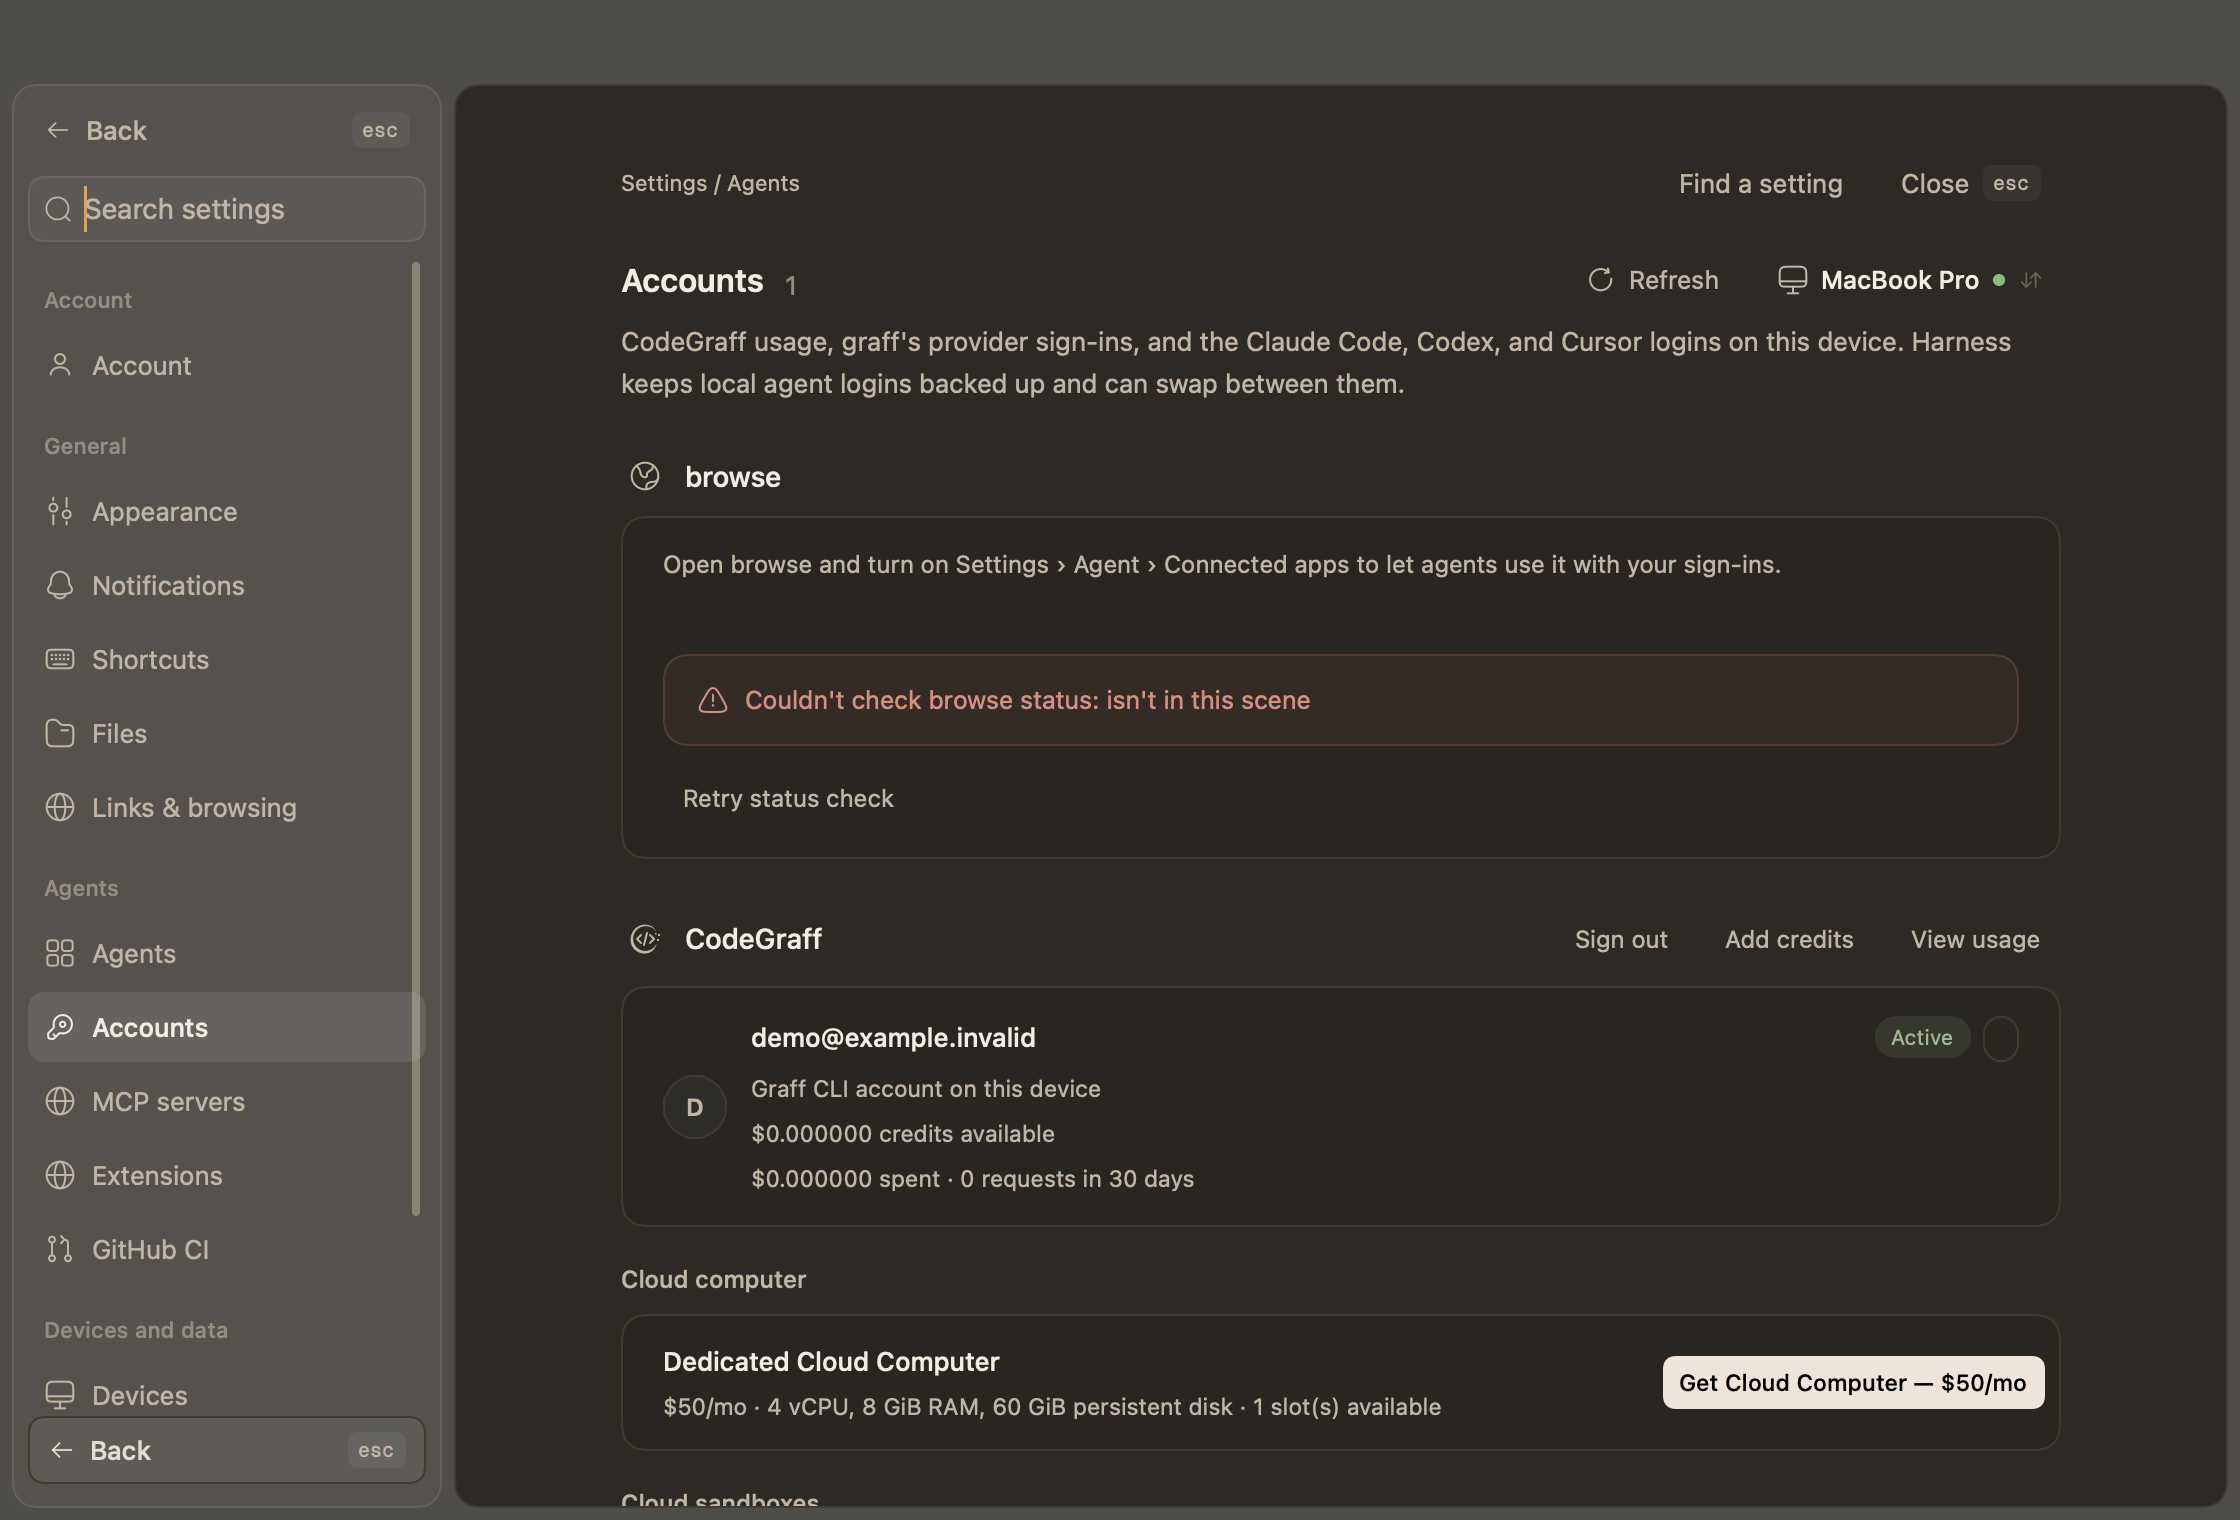 Back esc
Search settings
Account
Account
General
Appearance
Notifications
Shortcuts
Files
Links & browsing
Agents
Agents
Accounts
MCP servers
Extensions
GitHub CI
Devices and data
Devices
Back esc
Settings / Agents
Find a setting
Close esc
Accounts 1
Refresh
MacBook Pro
CodeGraff usage, graff's provider sign-ins, and the Claude Code, Codex, and Cursor logins on this device. Harness
keeps local agent logins backed up and can swap between them.
browse
Open browse and turn on Settings › Agent › Connected apps to let agents use it with your sign-ins.
Couldn't check browse status: isn't in this scene
Retry status check
CodeGraff
Sign out
Add credits
View usage
demo@example.invalid
Active
D
Graff CLI account on this device
$0.000000 credits available
$0.000000 spent · 0 requests in 30 days
Cloud computer
Dedicated Cloud Computer
$50/mo · 4 vCPU, 8 GiB RAM, 60 GiB persistent disk · 1 slot(s) available
Get Cloud Computer — $50/mo
Cloud sandboxes